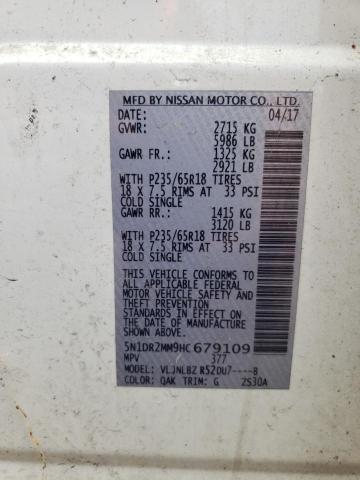 MFD BY NISSAN MOTOR CO., LTD.
DATE: 04/17
GVWR: 2715 KG
5986 LB
GAWR FR.: 1325 KG
2921 LB
WITH P235/65R18 TIRES
18 X 7.5 RIMS AT 33 PSI
COLD SINGLE
GAWR RR.: 1415 KG
3120 LB
WITH P235/65R18 TIRES
18 X 7.5 RIMS AT 33 PSI
COLD SINGLE
THIS VEHICLE CONFORMS TO
ALL APPLICABLE FEDERAL
MOTOR VEHICLE SAFETY AND
THEFT PREVENTION
STANDARDS IN EFFECT ON
THE DATE OF MANUFACTURE
SHOWN ABOVE.
5N1DR2MM9HC679109
MPV 377
MODEL: VLJNLBZ R52DU7----B
COLOR: QAK TRIM: G ZS30A